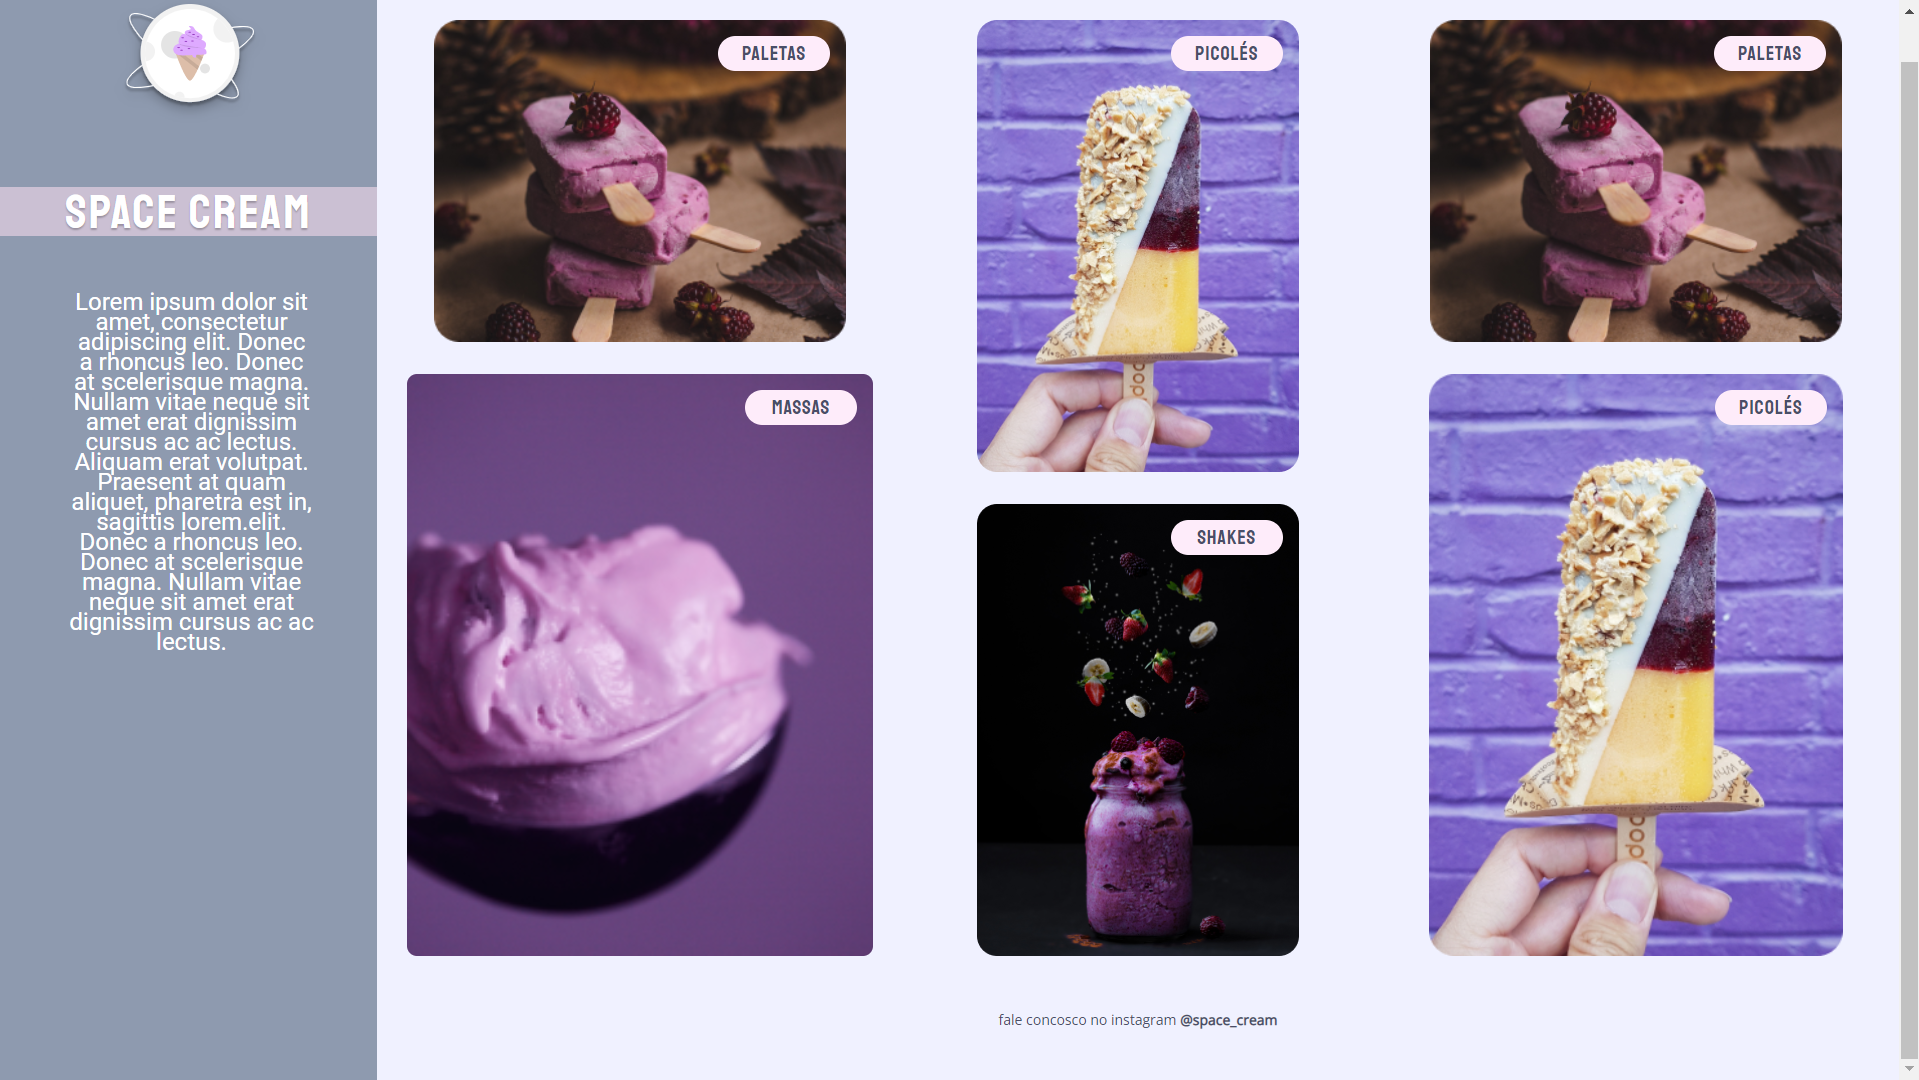 SPACE CREAM
Lorem ipsum dolor sit
amet, consectetur
adipiscing elit. Donec
a rhoncus leo. Donec
at scelerisque magna.
Nullam vitae neque sit
amet erat dignissim
cursus ac ac lectus.
Aliquam erat volutpat.
Praesent at quam
aliquet, pharetra est in,
sagittis lorem.elit.
Donec a rhoncus leo.
Donec at scelerisque
magna. Nullam vitae
neque sit amet erat
dignissim cursus ac ac
lectus.
PALETAS
MASSAS
PICOLÉS
SHAKES
PALETAS
PICOLÉS
fale concosco no instagram @space_cream